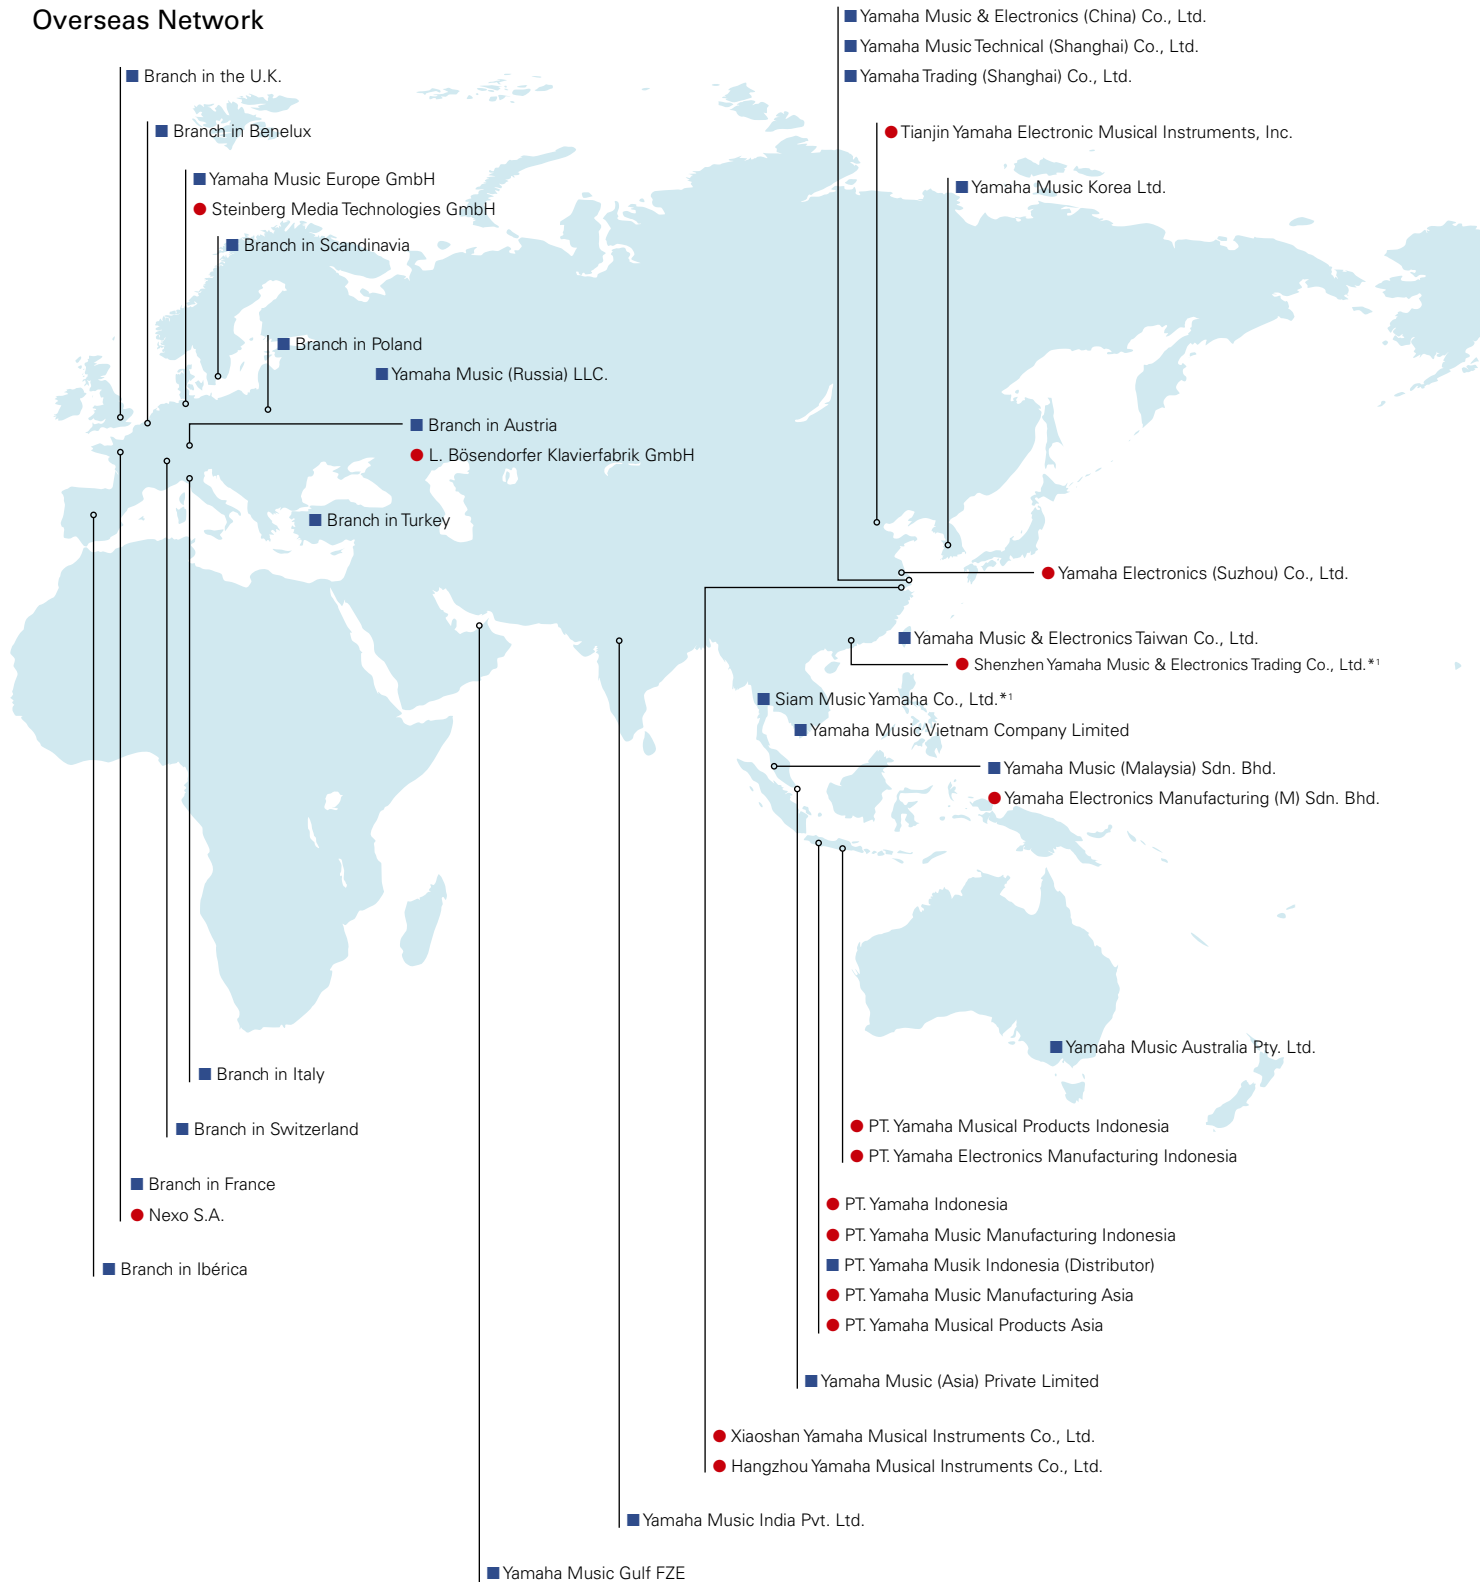 Overseas Network
Yamaha Music & Electronics (China) Co., Ltd.
Yamaha Music Technical (Shanghai) Co., Ltd.
Yamaha Trading (Shanghai) Co., Ltd.
Branch in the U.K.
Branch in Benelux
Tianjin Yamaha Electronic Musical Instruments, Inc.
Yamaha Music Europe GmbH
Steinberg Media Technologies GmbH
Yamaha Music Korea Ltd.
Branch in Scandinavia
Branch in Poland
Yamaha Music (Russia) LLC.
Branch in Austria
L. Bösendorfer Klavierfabrik GmbH
Branch in Turkey
Yamaha Electronics (Suzhou) Co., Ltd.
Yamaha Music & Electronics Taiwan Co., Ltd.
Shenzhen Yamaha Music & Electronics Trading Co., Ltd.*1
Siam Music Yamaha Co., Ltd.*1
Yamaha Music Vietnam Company Limited
Yamaha Music (Malaysia) Sdn. Bhd.
Yamaha Electronics Manufacturing (M) Sdn. Bhd.
Yamaha Music Australia Pty. Ltd.
Branch in Italy
Branch in Switzerland
PT. Yamaha Musical Products Indonesia
PT. Yamaha Electronics Manufacturing Indonesia
Branch in France
Nexo S.A.
PT. Yamaha Indonesia
PT. Yamaha Music Manufacturing Indonesia
PT. Yamaha Musik Indonesia (Distributor)
PT. Yamaha Music Manufacturing Asia
PT. Yamaha Musical Products Asia
Branch in Ibérica
Yamaha Music (Asia) Private Limited
Xiaoshan Yamaha Musical Instruments Co., Ltd.
Hangzhou Yamaha Musical Instruments Co., Ltd.
Yamaha Music India Pvt. Ltd.
Yamaha Music Gulf FZE